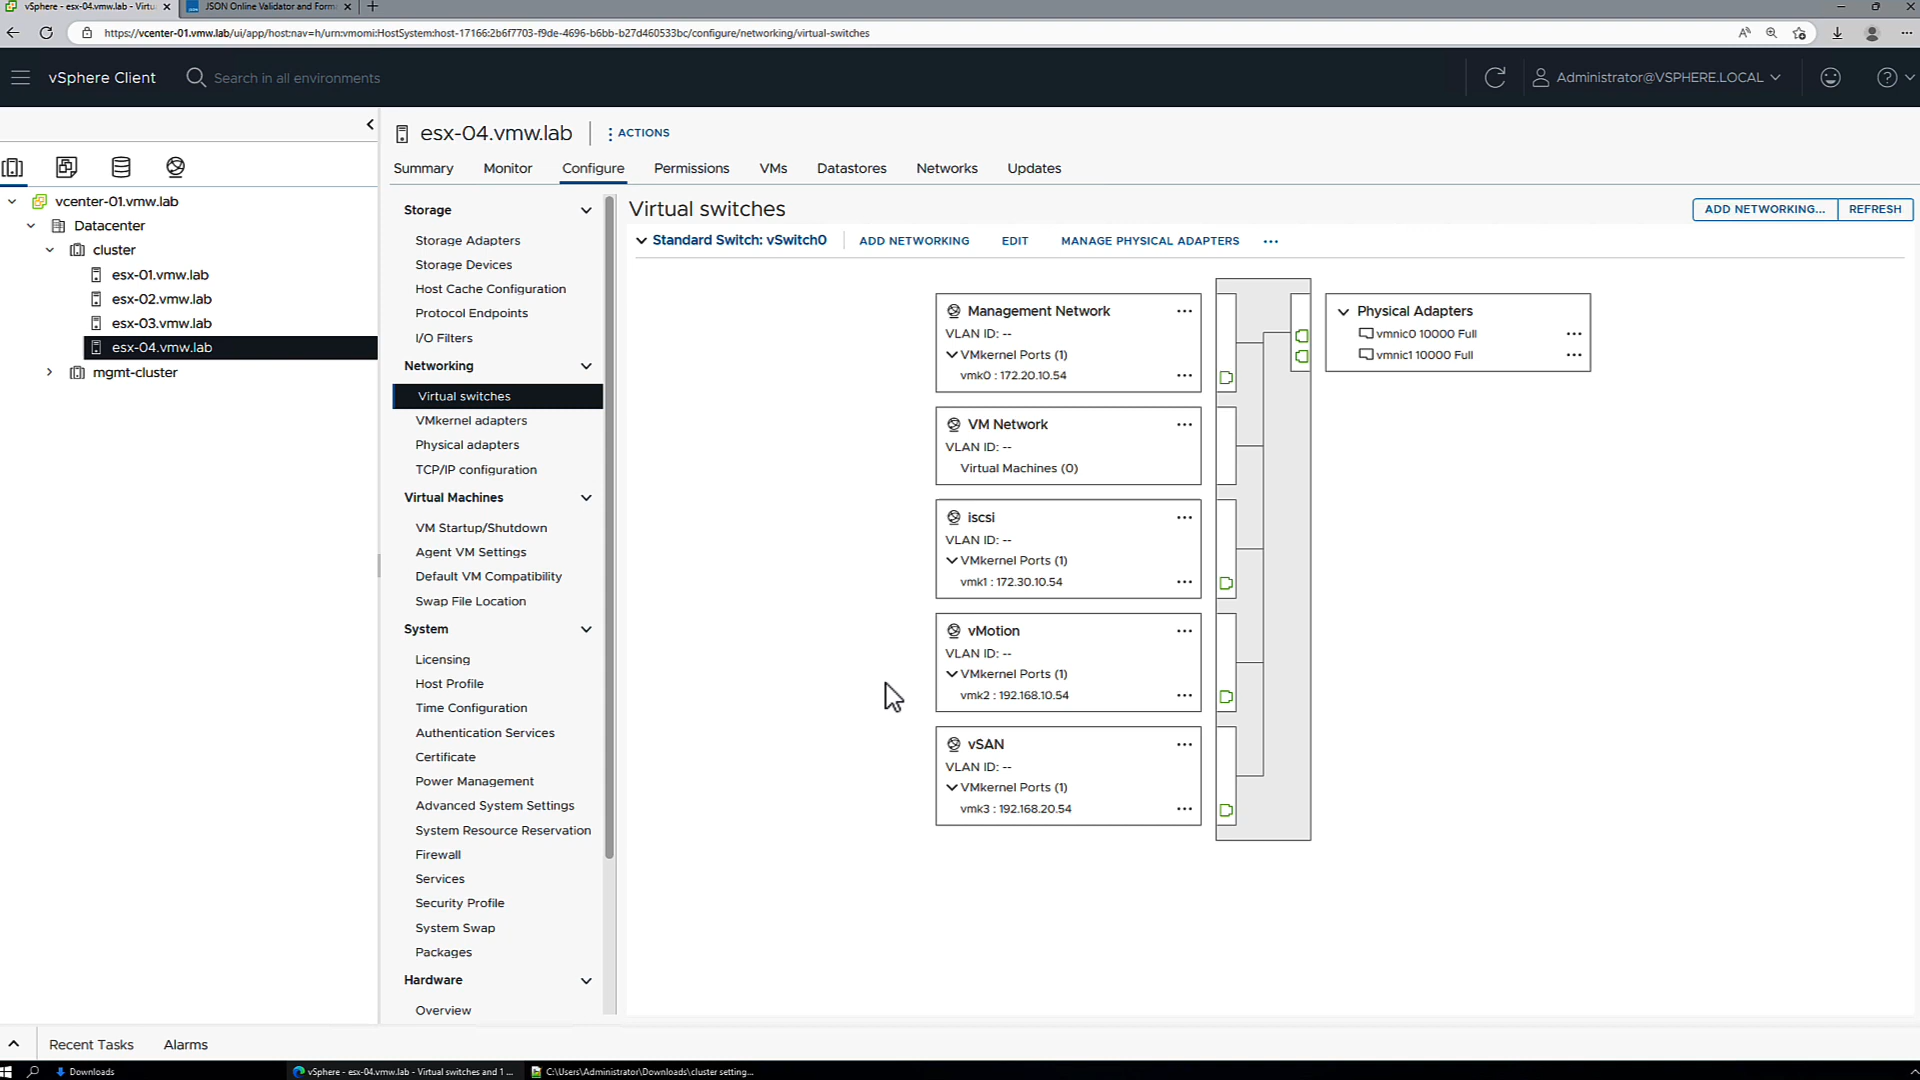 vSphere - esx-04.vmw.lab - Virtu
JSON Online Validator and Form
https://vcenter-01.vmw.lab/ui/app/host:nav=h/urn:vmomi:HostSystem:host-17166:2b6f7703-f9de-4696-b6bb-b27d460533bc/configure/networking/virtual-switches
vSphere Client
Search in all environments
Administrator@VSPHERE.LOCAL
vcenter-01.vmw.lab
Datacenter
cluster
esx-01.vmw.lab
esx-02.vmw.lab
esx-03.vmw.lab
esx-04.vmw.lab
mgmt-cluster
esx-04.vmw.lab
ACTIONS
Summary
Monitor
Configure
Permissions
VMs
Datastores
Networks
Updates
Storage
Storage Adapters
Storage Devices
Host Cache Configuration
Protocol Endpoints
I/O Filters
Networking
Virtual switches
VMkernel adapters
Physical adapters
TCP/IP configuration
Virtual Machines
VM Startup/Shutdown
Agent VM Settings
Default VM Compatibility
Swap File Location
System
Licensing
Host Profile
Time Configuration
Authentication Services
Certificate
Power Management
Advanced System Settings
System Resource Reservation
Firewall
Services
Security Profile
System Swap
Packages
Hardware
Overview
Virtual switches
ADD NETWORKING...
REFRESH
Standard Switch: vSwitch0
ADD NETWORKING
EDIT
MANAGE PHYSICAL ADAPTERS
...
Management Network
VLAN ID: --
VMkernel Ports (1)
vmk0 : 172.20.10.54
VM Network
VLAN ID: --
Virtual Machines (0)
iscsi
VLAN ID: --
VMkernel Ports (1)
vmk1 : 172.30.10.54
vMotion
VLAN ID: --
VMkernel Ports (1)
vmk2 : 192.168.10.54
vSAN
VLAN ID: --
VMkernel Ports (1)
vmk3 : 192.168.20.54
Physical Adapters
vmnic0 10000 Full
vmnic1 10000 Full
Recent Tasks
Alarms
Downloads
vSphere - esx-04.vmw.lab - Virtual switches and 1 ...
C:\Users\Administrator\Downloads\cluster setting...